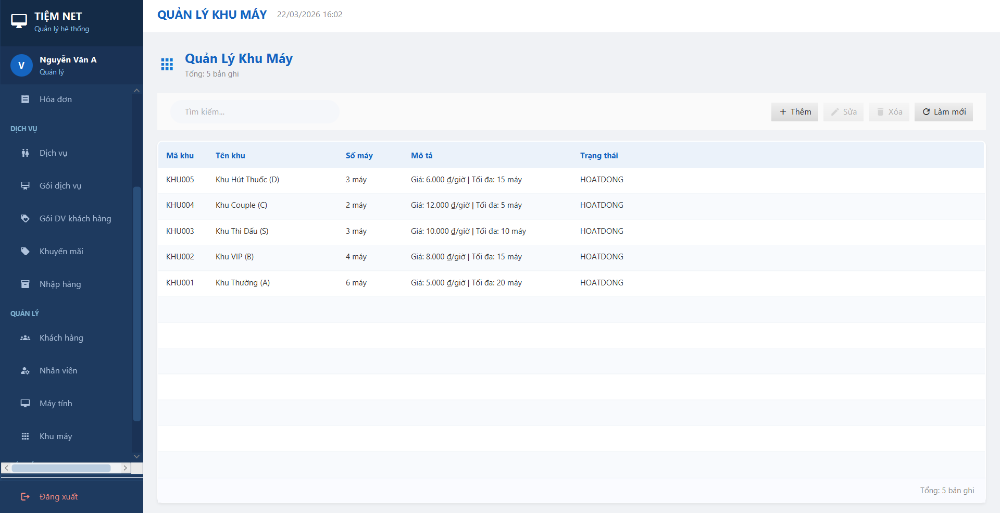 TIỆM NET
Quản lý hệ thống
V
Nguyễn Văn A
Quản lý
Hóa đơn
DỊCH VỤ
Dịch vụ
Gói dịch vụ
Gói DV khách hàng
Khuyến mãi
Nhập hàng
QUẢN LÝ
Khách hàng
Nhân viên
Máy tính
Khu máy
Đăng xuất
QUẢN LÝ KHU MÁY 22/03/2026 16:02
Quản Lý Khu Máy
Tổng: 5 bản ghi
Tìm kiếm... Thêm Sửa Xóa Làm mới
Mã khu Tên khu Số máy Mô tả Trạng thái
KHU005 Khu Hút Thuốc (D) 3 máy Giá: 6.000 ₫/giờ | Tối đa: 15 máy HOATDONG
KHU004 Khu Couple (C) 2 máy Giá: 12.000 ₫/giờ | Tối đa: 5 máy HOATDONG
KHU003 Khu Thi Đấu (S) 3 máy Giá: 10.000 ₫/giờ | Tối đa: 10 máy HOATDONG
KHU002 Khu VIP (B) 4 máy Giá: 8.000 ₫/giờ | Tối đa: 15 máy HOATDONG
KHU001 Khu Thường (A) 6 máy Giá: 5.000 ₫/giờ | Tối đa: 20 máy HOATDONG
Tổng: 5 bản ghi